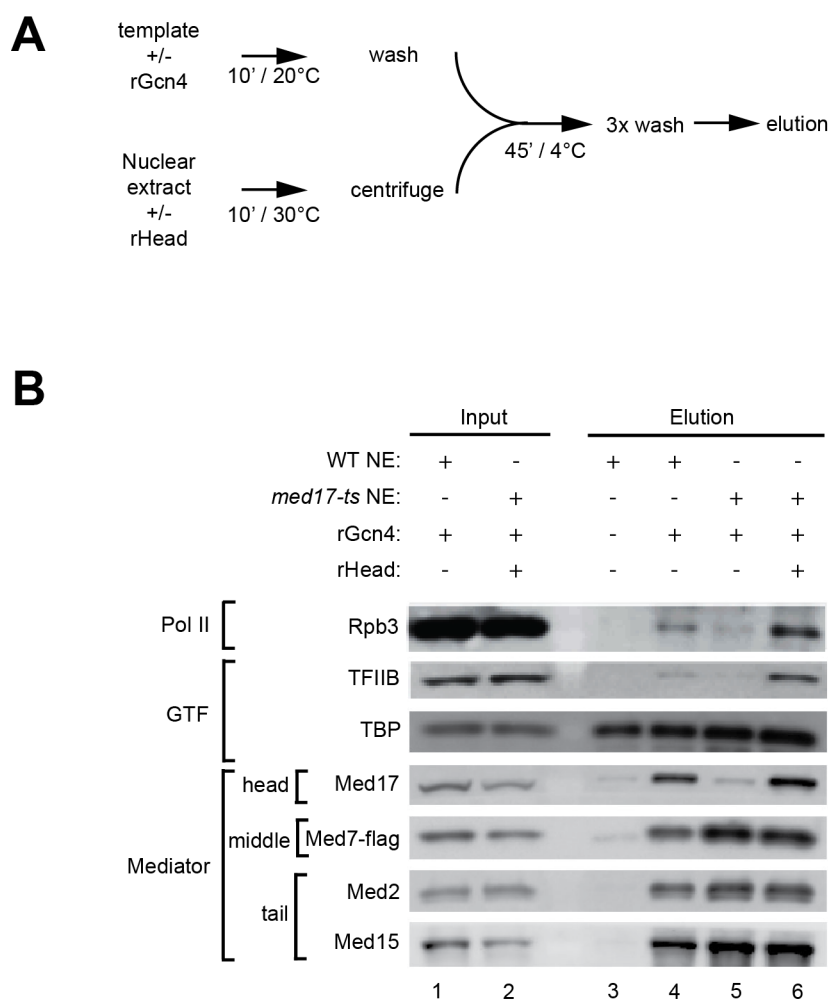 A
template
+/-
rGcn4
10’ / 20°C
wash
Nuclear
extract
+/-
rHead
10’ / 30°C
centrifuge
45’ / 4°C
3x wash
elution
B
Input Elution
WT NE: + - + + - -
med17-ts NE: - + - - + +
rGcn4: + + - + + +
rHead: - + - - - +
Pol II Rpb3
TFIIB
GTF
TBP
head Med17
middle Med7-flag
Mediator
Med2
tail
Med15
1 2 3 4 5 6